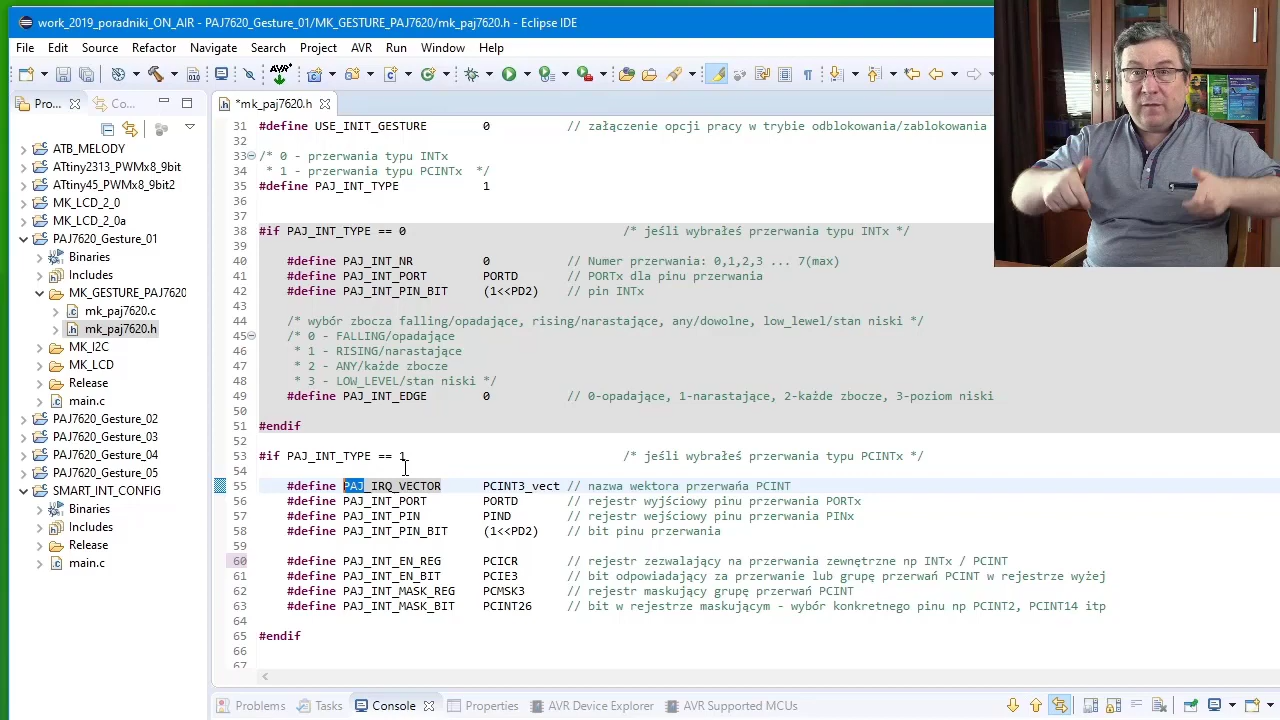 work_2019_poradniki_ON_AIR - PAJ7620_Gesture_01/MK_GESTURE_PAJ7620/mk_paj7620.h - Eclipse IDE
File Edit Source Refactor Navigate Search Project AVR Run Window Help
AVR
Pro... Co... *mk_paj7620.h
ATB_MELODY
ATtiny2313_PWMx8_9bit
ATtiny45_PWMx8_9bit2
MK_LCD_2_0
MK_LCD_2_0a
PAJ7620_Gesture_01
Binaries
Includes
MK_GESTURE_PAJ7620
mk_paj7620.c
mk_paj7620.h
MK_I2C
MK_LCD
Release
main.c
PAJ7620_Gesture_02
PAJ7620_Gesture_03
PAJ7620_Gesture_04
PAJ7620_Gesture_05
SMART_INT_CONFIG
Binaries
Includes
Release
main.c
31 #define USE_INIT_GESTURE 0 // załączenie opcji pracy w trybie odblokowania/zablokowania
32
33 /* 0 - przerwania typu INTx
34 * 1 - przerwania typu PCINTx */
35 #define PAJ_INT_TYPE 1
36
37
38 #if PAJ_INT_TYPE == 0 /* jeśli wybrałeś przerwania typu INTx */
39
40 #define PAJ_INT_NR 0 // Numer przerwania: 0,1,2,3 ... 7(max)
41 #define PAJ_INT_PORT PORTD // PORTx dla pinu przerwania
42 #define PAJ_INT_PIN_BIT (1<<PD2) // pin INTx
43
44 /* wybór zbocza falling/opadające, rising/narastające, any/dowolne, low_lewel/stan niski */
45 /* 0 - FALLING/opadające
46 * 1 - RISING/narastające
47 * 2 - ANY/każde zbocze
48 * 3 - LOW_LEVEL/stan niski */
49 #define PAJ_INT_EDGE 0 // 0-opadające, 1-narastające, 2-każde zbocze, 3-poziom niski
50
51 #endif
52
53 #if PAJ_INT_TYPE == 1 /* jeśli wybrałeś przerwania typu PCINTx */
54
55 #define PAJ_IRQ_VECTOR PCINT3_vect // nazwa wektora przerwańa PCINT
56 #define PAJ_INT_PORT PORTD // rejestr wyjściowy pinu przerwania PORTx
57 #define PAJ_INT_PIN PIND // rejestr wejściowy pinu przerwania PINx
58 #define PAJ_INT_PIN_BIT (1<<PD2) // bit pinu przerwania
59
60 #define PAJ_INT_EN_REG PCICR // rejestr zezwalający na przerwania zewnętrzne np INTx / PCINT
61 #define PAJ_INT_EN_BIT PCIE3 // bit odpowiadający za przerwanie lub grupę przerwań PCINT w rejestrze wyżej
62 #define PAJ_INT_MASK_REG PCMSK3 // rejestr maskujący grupę przerwań PCINT
63 #define PAJ_INT_MASK_BIT PCINT26 // bit w rejestrze maskującym - wybór konkretnego pinu np PCINT2, PCINT14 itp
64
65 #endif
66
67
Problems Tasks Console Properties AVR Device Explorer AVR Supported MCUs